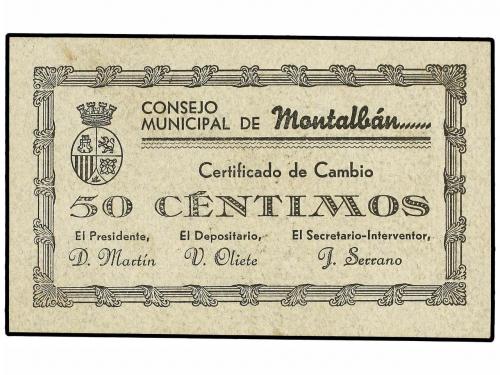 CONSEJO
MUNICIPAL DE Montalbán......
Certificado de Cambio
50 CÉNTIMOS
El Presidente, El Depositario, El Secretario-Interventor,
D. Martín V. Oliete J. Serrano